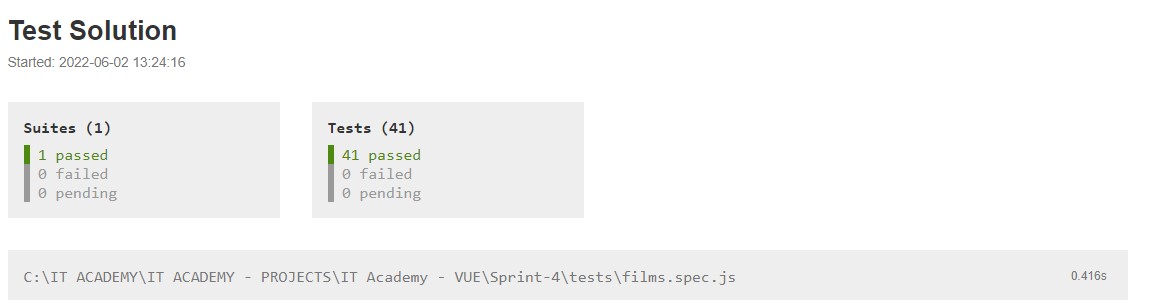 Test Solution
Started: 2022-06-02 13:24:16
Suites (1)
1 passed
0 failed
0 pending
Tests (41)
41 passed
0 failed
0 pending
C:\IT ACADEMY\IT ACADEMY - PROJECTS\IT Academy - VUE\Sprint-4\tests\films.spec.js
0.416s